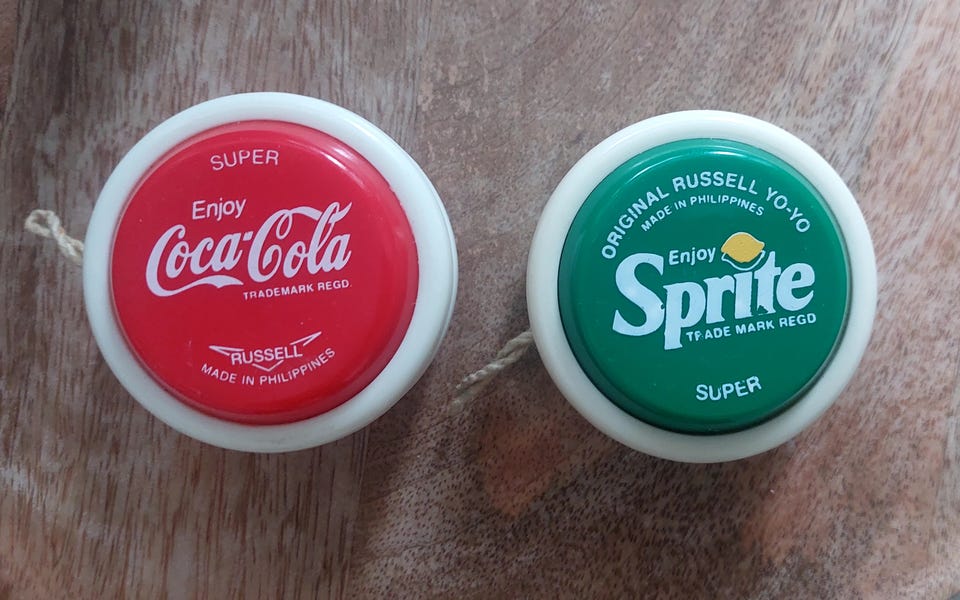 SUPER
Enjoy
Coca-Cola
TRADEMARK REGD.
RUSSELL
MADE IN PHILIPPINES
ORIGINAL RUSSELL YO-YO
MADE IN PHILIPPINES
Enjoy
Sprite
TRADE MARK REGD
SUPER